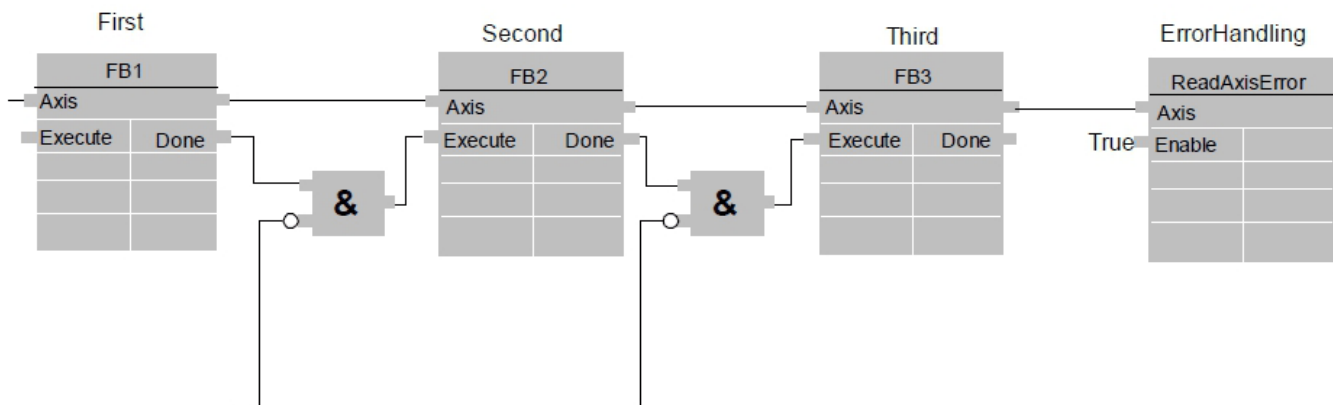 First
Second
Third
ErrorHandling
FB1
FB2
FB3
ReadAxisError
Axis
Axis
Axis
Axis
Execute Done
Execute Done
Execute Done
True Enable
&
&